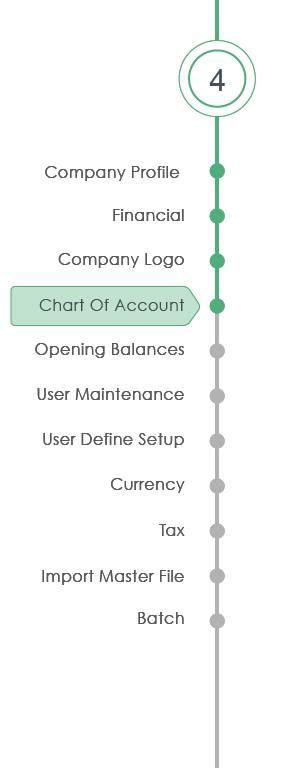 4
Company Profile
Financial
Company Logo
Chart Of Account
Opening Balances
User Maintenance
User Define Setup
Currency
Tax
Import Master File
Batch